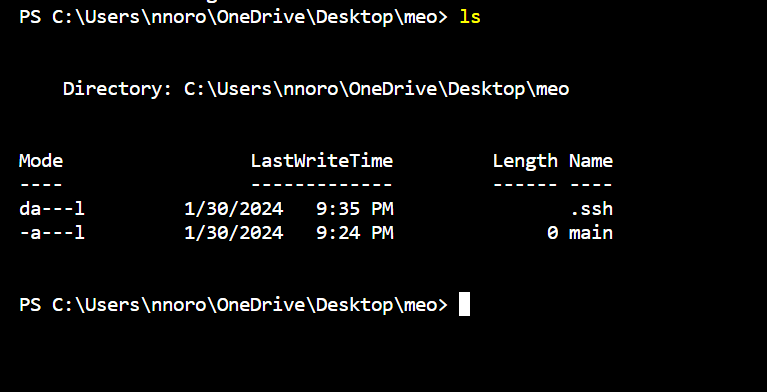 PS C:\Users\nnoro\OneDrive\Desktop\meo> ls
Directory: C:\Users\nnoro\OneDrive\Desktop\meo
Mode                 LastWriteTime         Length Name
----                 -------------         ------ ----
da---l         1/30/2024   9:35 PM                .ssh
-a---l         1/30/2024   9:24 PM              0 main
PS C:\Users\nnoro\OneDrive\Desktop\meo>